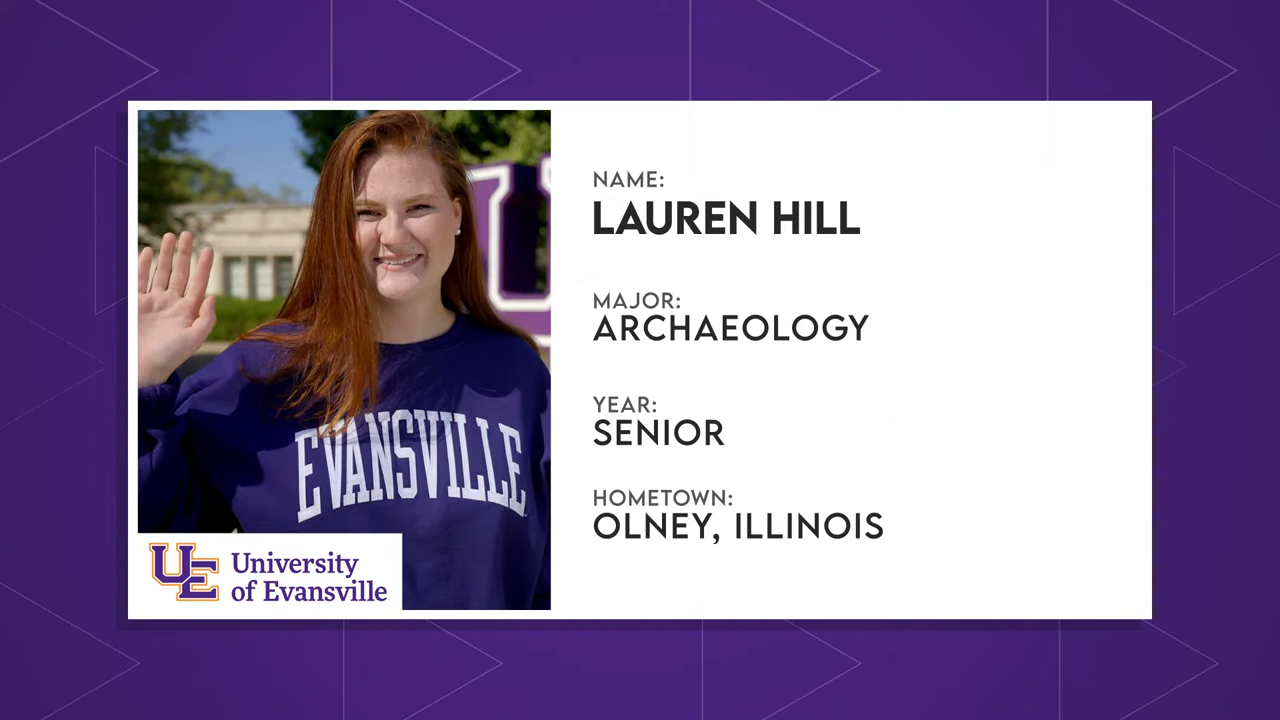 NAME:
LAUREN HILL
MAJOR:
ARCHAEOLOGY
YEAR:
SENIOR
HOMETOWN:
OLNEY, ILLINOIS
EVANSVILLE
UE University
of Evansville